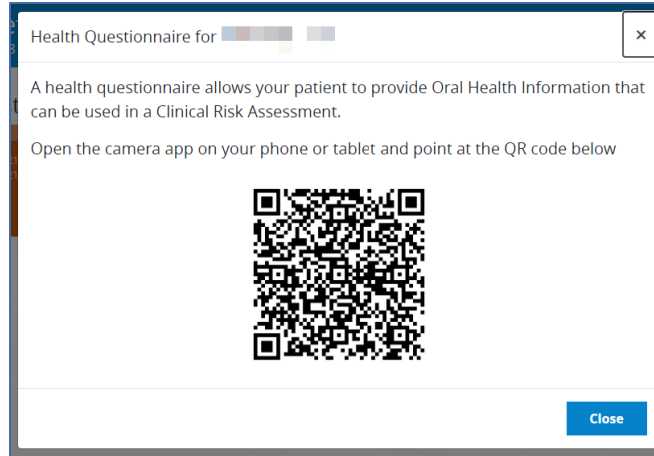 Health Questionnaire for
×
A health questionnaire allows your patient to provide Oral Health Information that
can be used in a Clinical Risk Assessment.
Open the camera app on your phone or tablet and point at the QR code below
Close